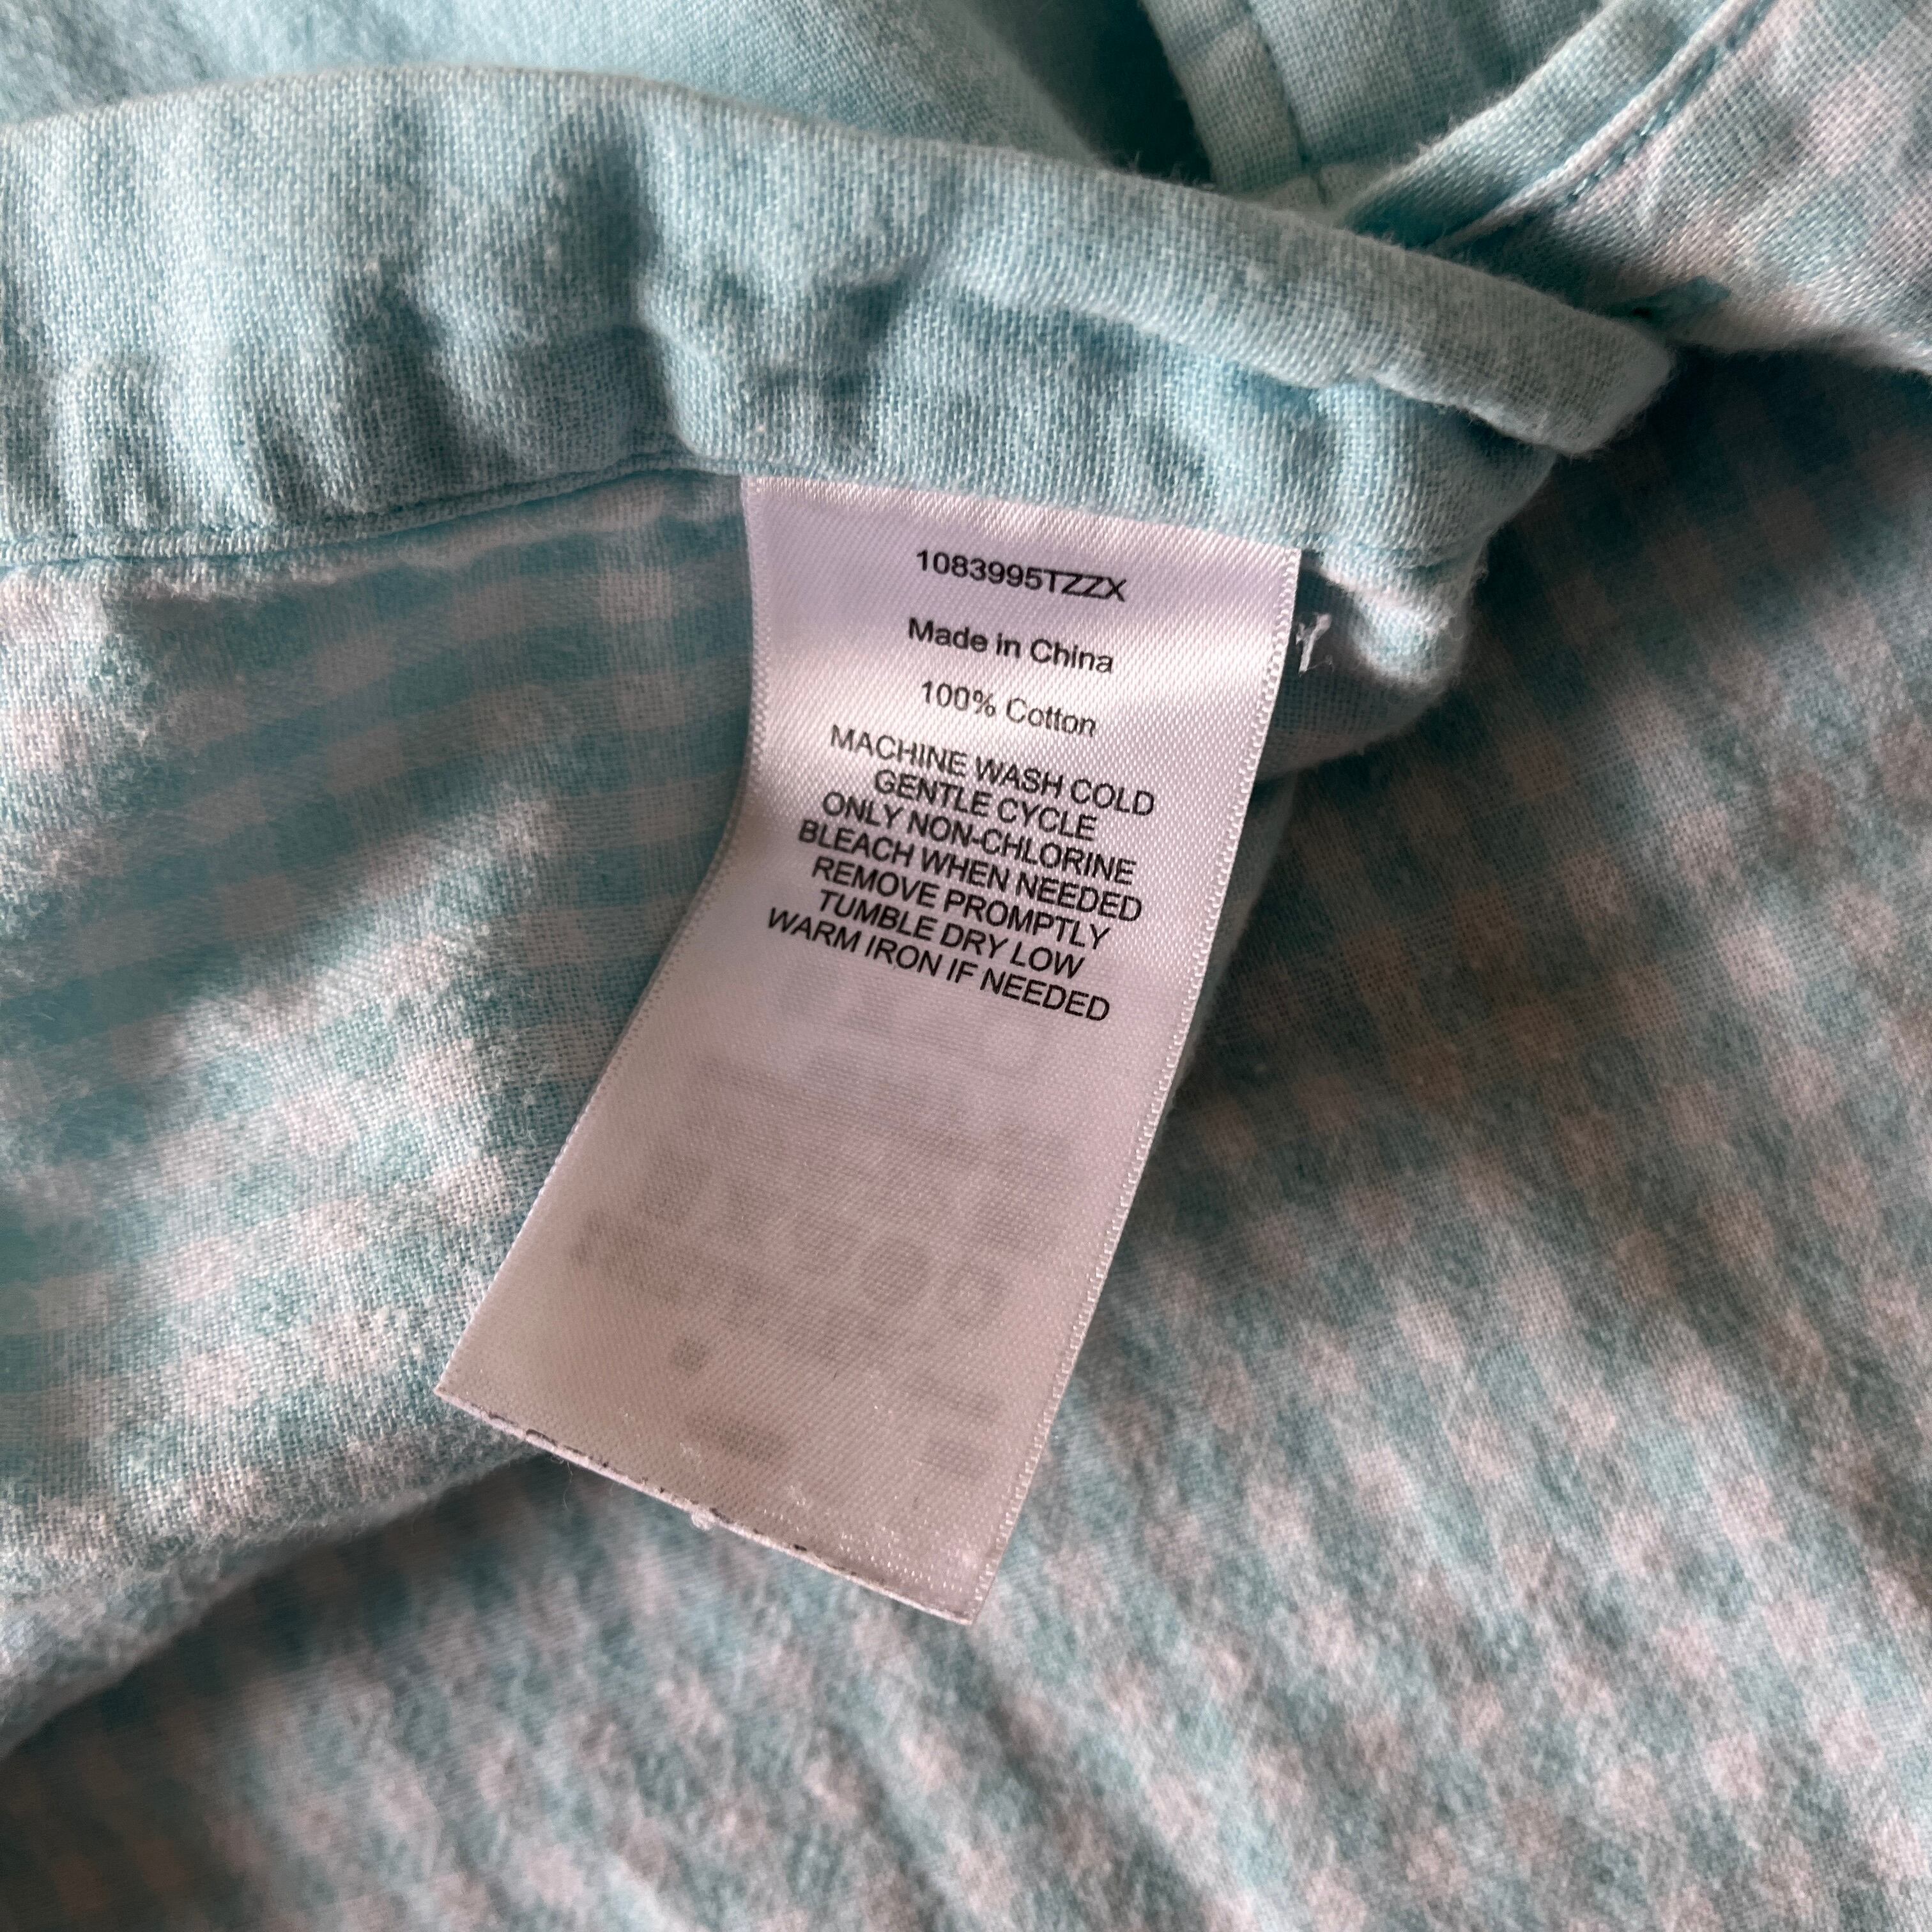 1083995TZZX
Made in China
100% Cotton
MACHINE WASH COLD
GENTLE CYCLE
ONLY NON-CHLORINE
BLEACH WHEN NEEDED
REMOVE PROMPTLY
TUMBLE DRY LOW
WARM IRON IF NEEDED